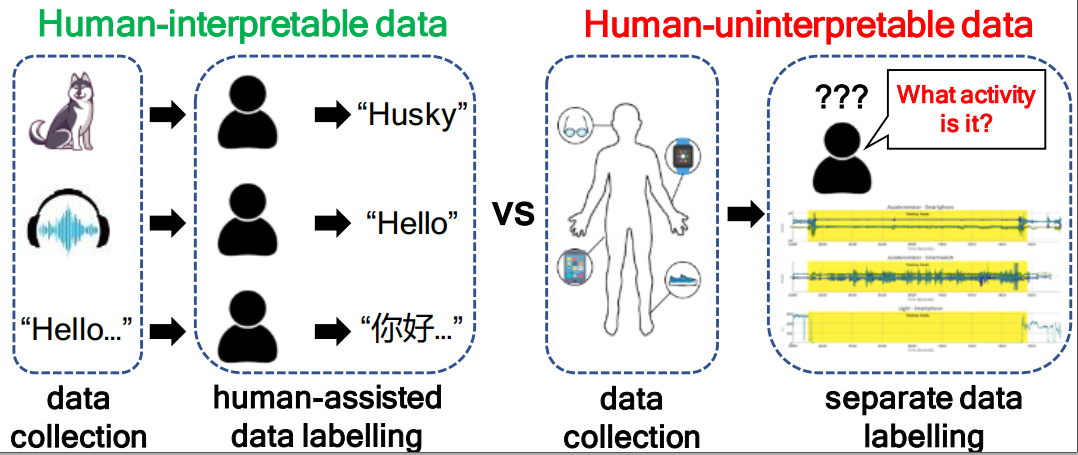 Human-interpretable data
Human-uninterpretable data
“Husky”
“Hello”
“Hello...”
“你好...”
VS
???
What activity
is it?
Accelerometer - Smartphone
Accelerometer - Smartwatch
Light - Smartphone
data
collection
human-assisted
data labelling
data
collection
separate data
labelling